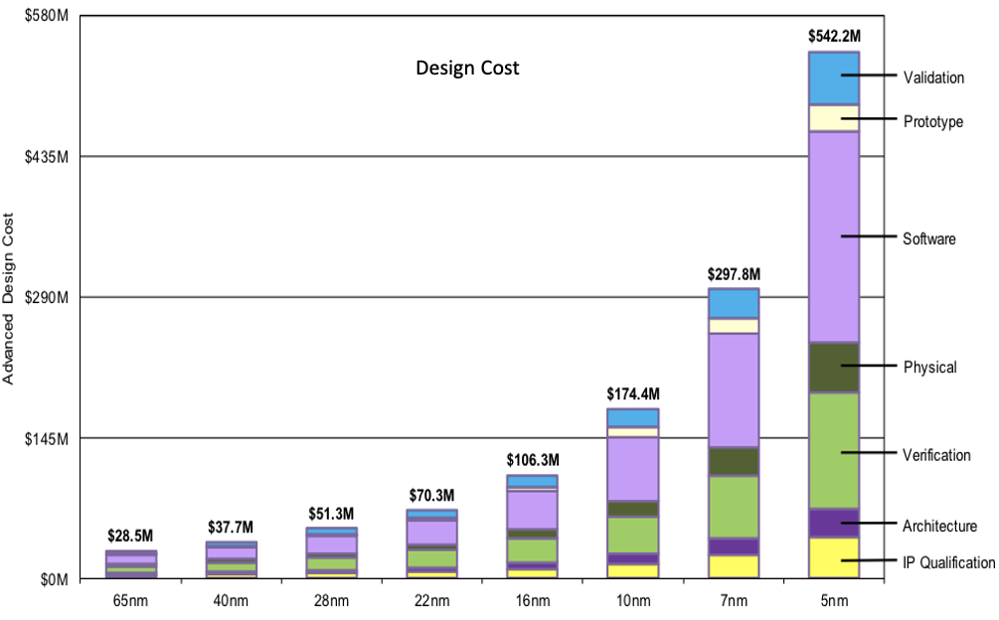 $580M
Design Cost
$542.2M
Validation
Prototype
$435M
Advanced Design Cost
Software
$290M
$297.8M
Physical
$174.4M
$145M
$106.3M
Verification
$70.3M
$51.3M
$37.7M
$28.5M
Architecture
IP Qualification
$0M
65nm 40nm 28nm 22nm 16nm 10nm 7nm 5nm